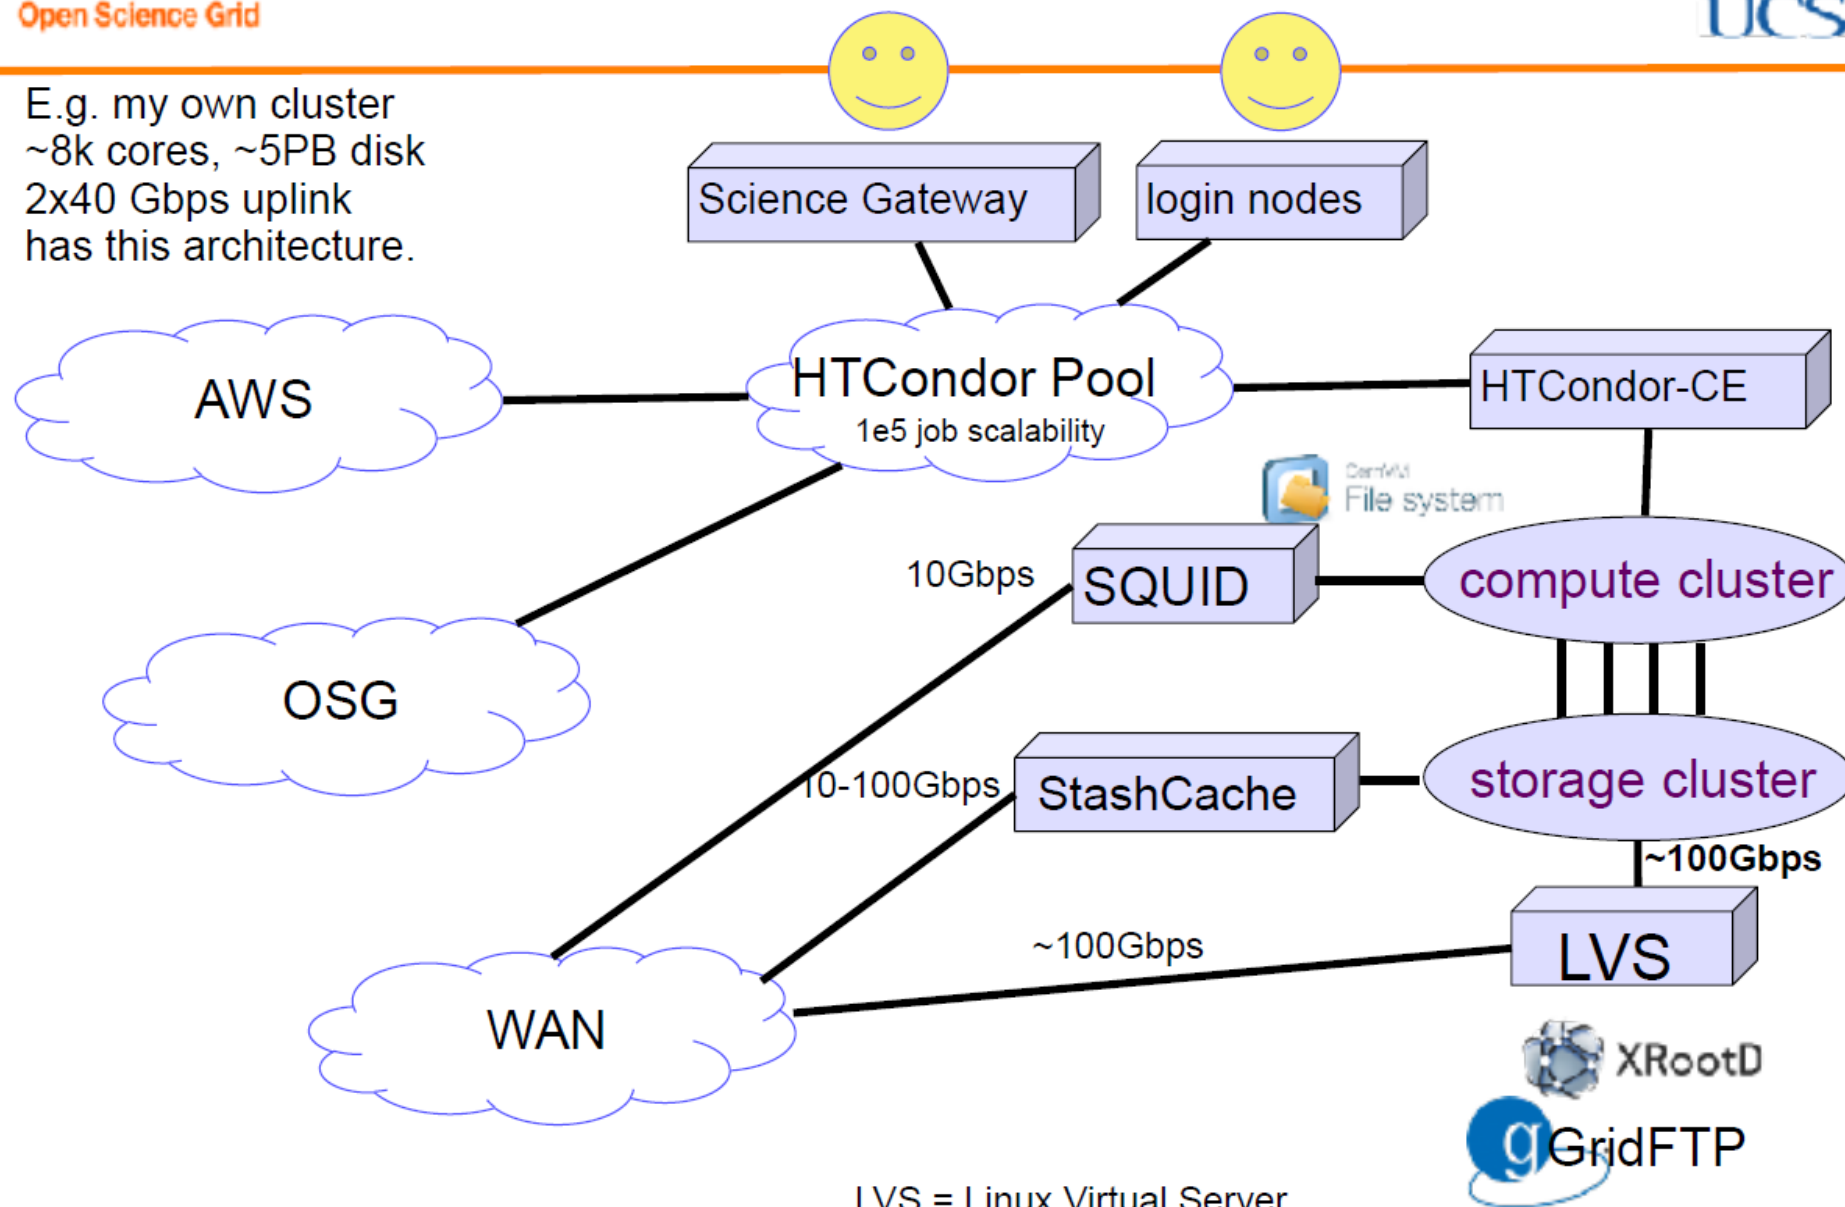 Open Science Grid
UCS
E.g. my own cluster
~8k cores, ~5PB disk
2x40 Gbps uplink
has this architecture.
Science Gateway
login nodes
AWS
HTCondor Pool
1e5 job scalability
HTCondor-CE
CernVM
File system
10Gbps
SQUID
compute cluster
OSG
10-100Gbps
StashCache
storage cluster
~100Gbps
~100Gbps
LVS
WAN
XRootD
g
GridFTP
LVS = Linux Virtual Server